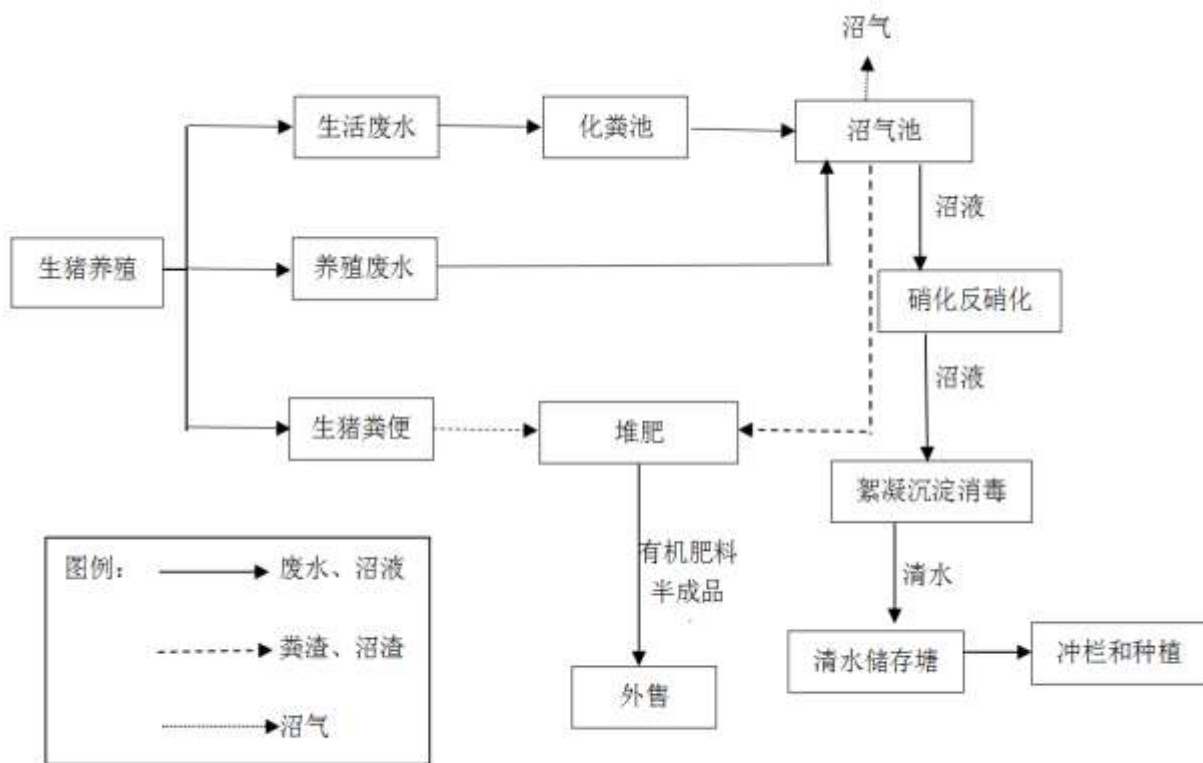 沼气
生活废水
化粪池
沼气池
沼液
生猪养殖
养殖废水
硝化反硝化
沼液
生猪粪便
堆肥
絮凝沉淀消毒
有机肥料
半成品
清水
清水储存塘
冲栏和种植
外售
图例：
废水、沼液
粪渣、沼渣
沼气